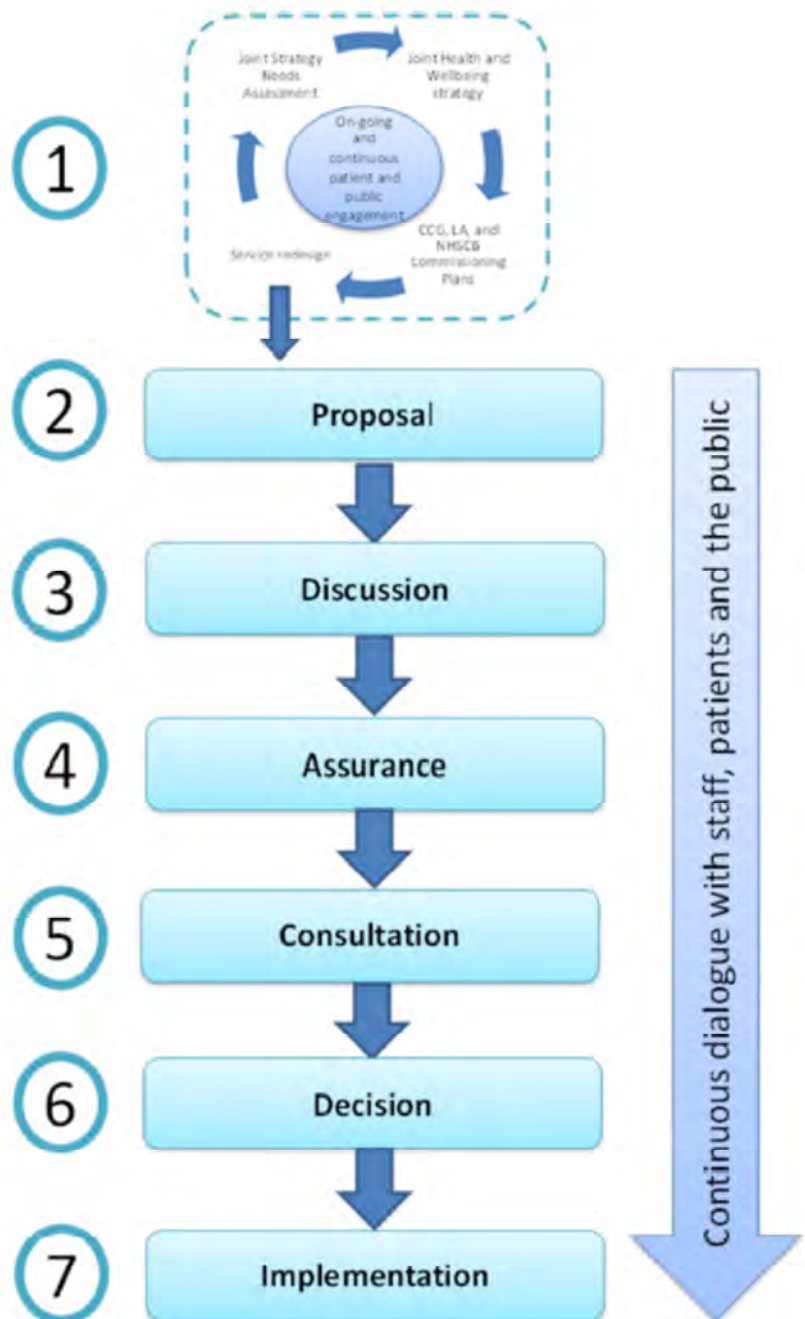 1
Joint Strategy
Needs
Assessment
Joint Health and
Wellbeing
strategy
On-going
and
continuous
patient and
public
engagement
Service redesign
CCG, LA, and
NHSCB
Commissioning
Plans
2
Proposal
3
Discussion
4
Assurance
5
Consultation
6
Decision
7
Implementation
Continuous dialogue with staff, patients and the public